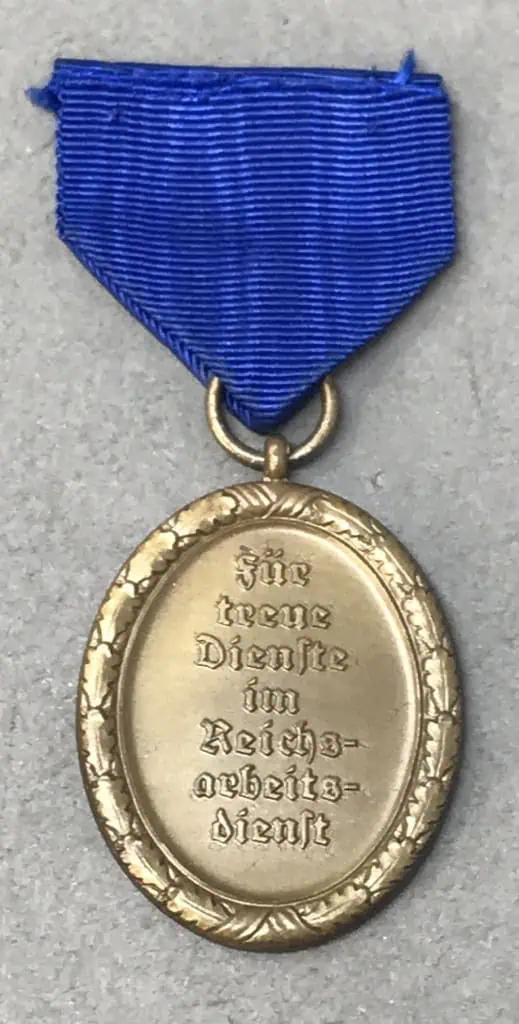 Für
treue
Dienſte
im
Reichs-
arbeits-
dienſt